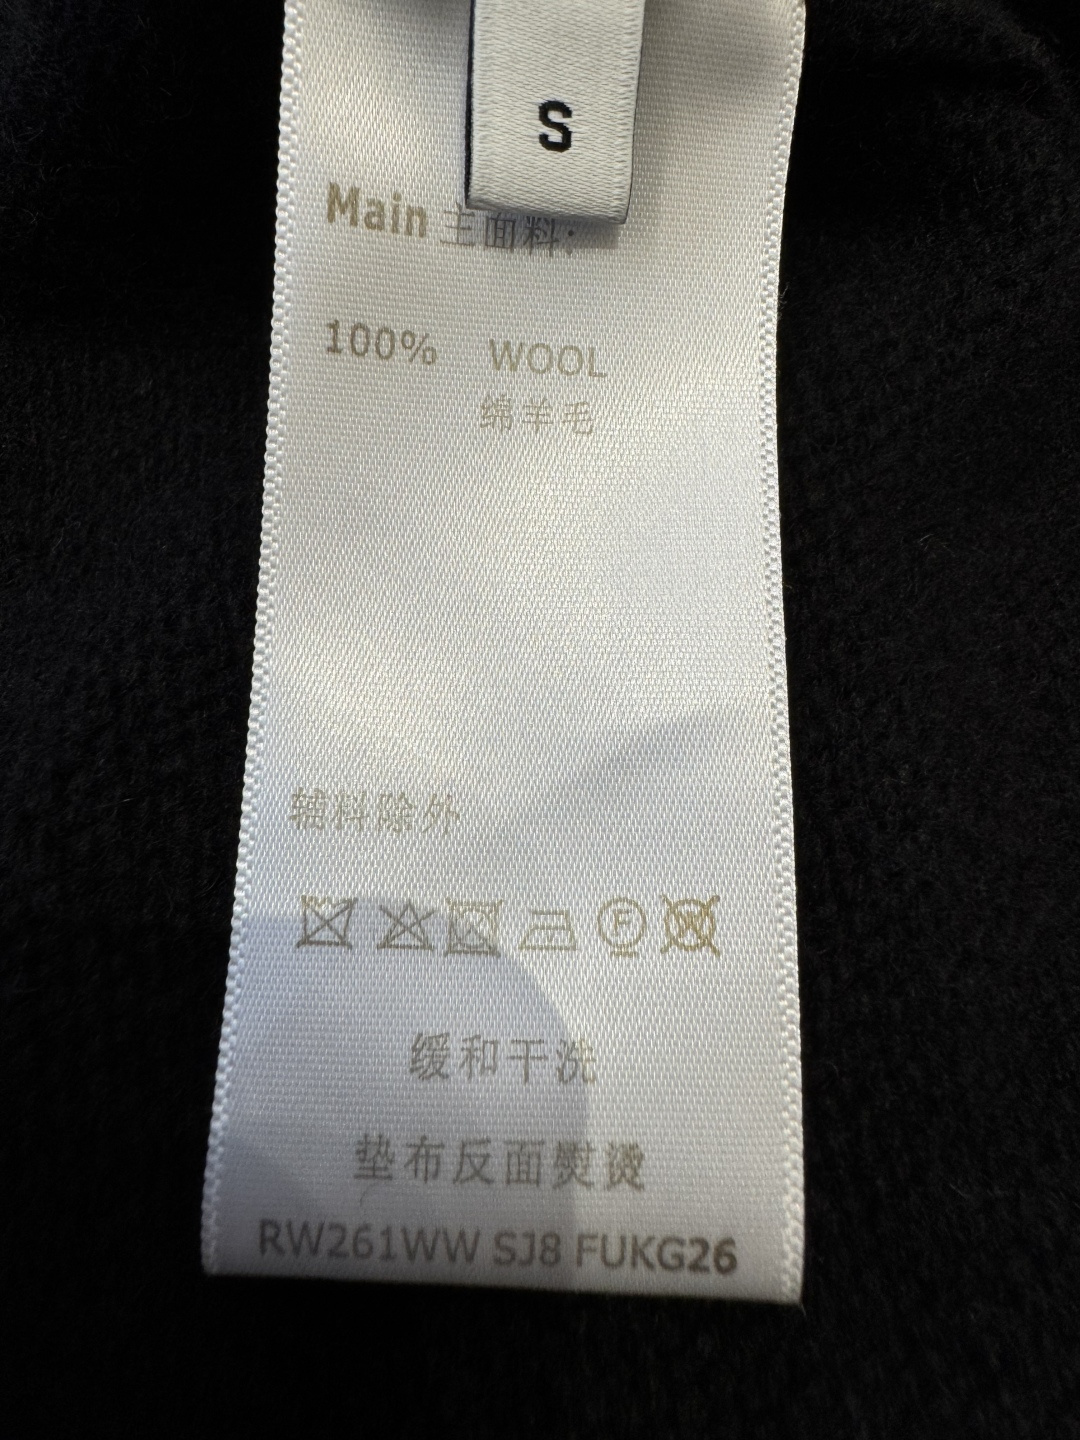 S
Main 主面料:
100% WOOL
绵羊毛
辅料除外
F W
缓和干洗
垫布反面熨烫
RW261WW SJ8 FUKG26